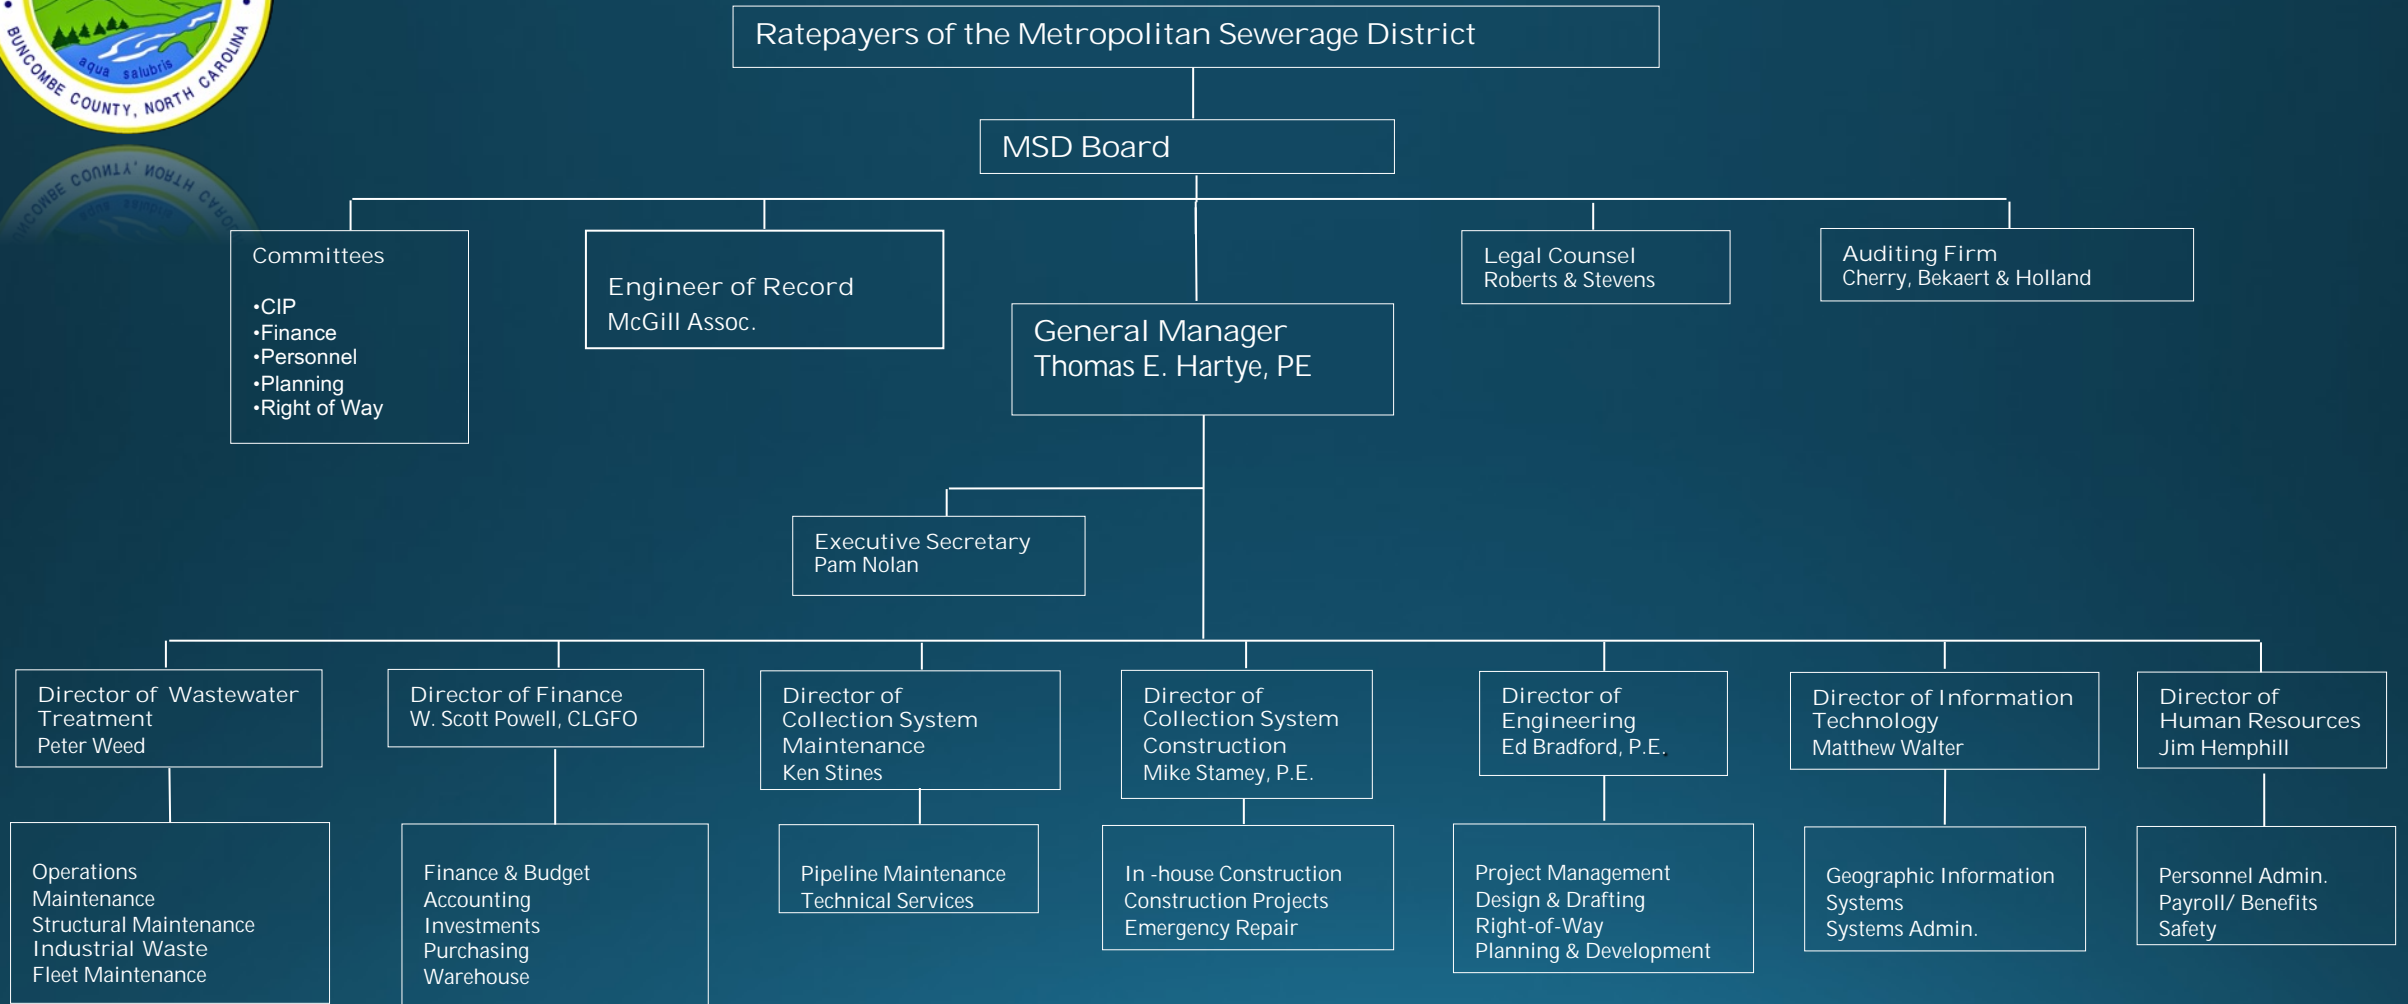 BUNCOMBE COUNTY, NORTH CAROLINA
aqua salubris
Ratepayers of the Metropolitan Sewerage District
MSD Board
Committees
•CIP
•Finance
•Personnel
•Planning
•Right of Way
Engineer of Record
McGill Assoc.
General Manager
Thomas E. Hartye, PE
Legal Counsel
Roberts & Stevens
Auditing Firm
Cherry, Bekaert & Holland
Executive Secretary
Pam Nolan
Director of Wastewater
Treatment
Peter Weed
Director of Finance
W. Scott Powell, CLGFO
Director of
Collection System
Maintenance
Ken Stines
Director of
Collection System
Construction
Mike Stamey, P.E.
Director of
Engineering
Ed Bradford, P.E.
Director of Information
Technology
Matthew Walter
Director of
Human Resources
Jim Hemphill
Operations
Maintenance
Structural Maintenance
Industrial Waste
Fleet Maintenance
Finance & Budget
Accounting
Investments
Purchasing
Warehouse
Pipeline Maintenance
Technical Services
In -house Construction
Construction Projects
Emergency Repair
Project Management
Design & Drafting
Right-of-Way
Planning & Development
Geographic Information
Systems
Systems Admin.
Personnel Admin.
Payroll/ Benefits
Safety